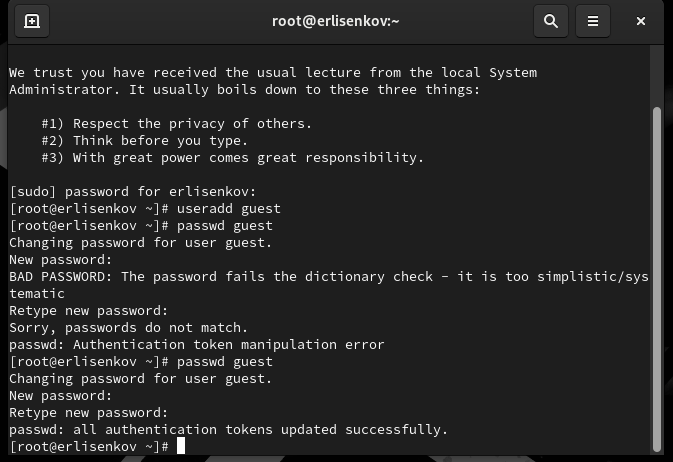 root@erlisenkov:~
We trust you have received the usual lecture from the local System
Administrator. It usually boils down to these three things:
#1) Respect the privacy of others.
#2) Think before you type.
#3) With great power comes great responsibility.
[sudo] password for erlisenkov:
[root@erlisenkov ~]# useradd guest
[root@erlisenkov ~]# passwd guest
Changing password for user guest.
New password:
BAD PASSWORD: The password fails the dictionary check - it is too simplistic/sys
tematic
Retype new password:
Sorry, passwords do not match.
passwd: Authentication token manipulation error
[root@erlisenkov ~]# passwd guest
Changing password for user guest.
New password:
Retype new password:
passwd: all authentication tokens updated successfully.
[root@erlisenkov ~]#